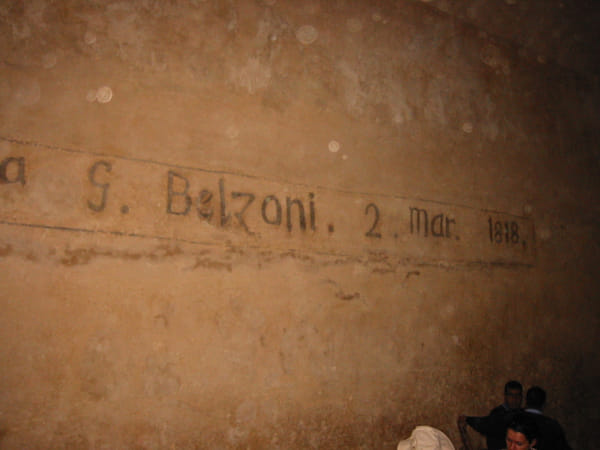 a G. Belzoni. 2. mar. 1818.